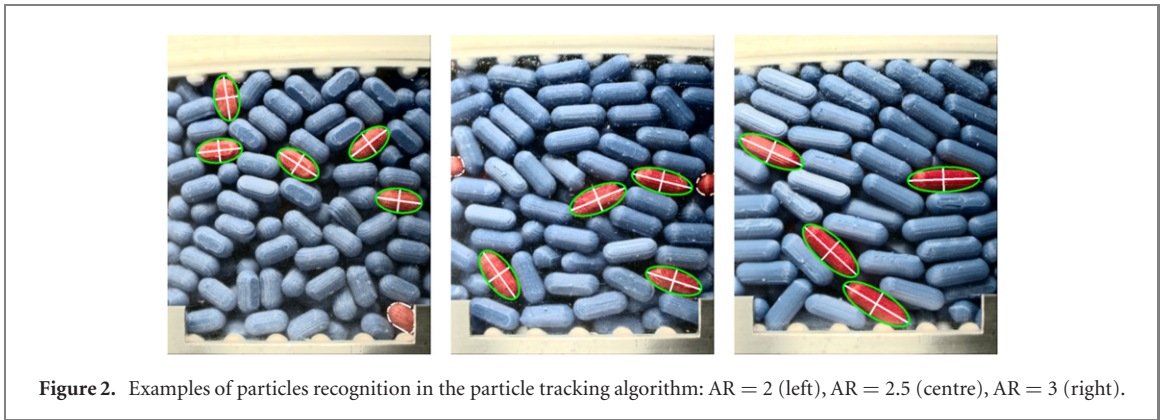 Figure 2. Examples of particles recognition in the particle tracking algorithm: AR = 2 (left), AR = 2.5 (centre), AR = 3 (right).